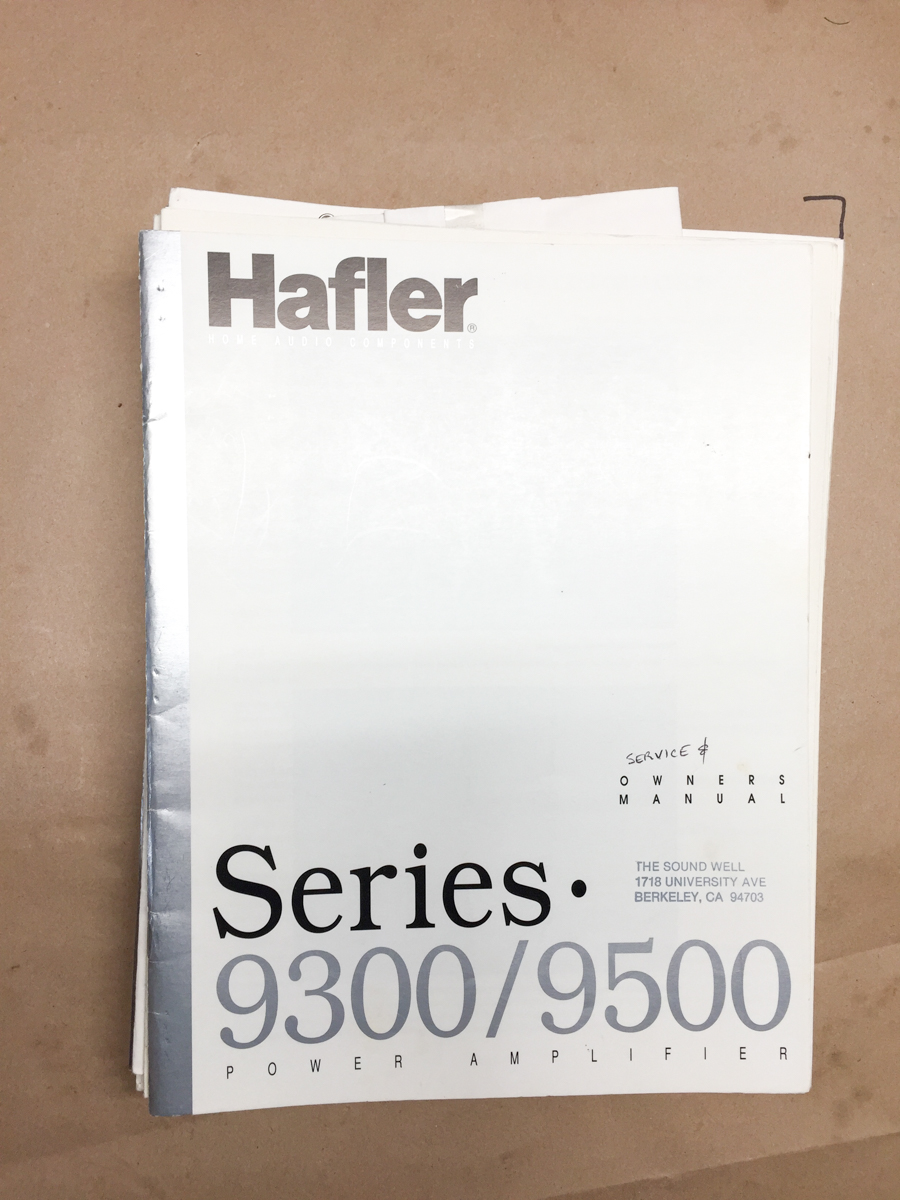 Hafler®
HOME AUDIO COMPONENTS
SERVICE &
OWNERS
MANUAL
Series•
THE SOUND WELL
1718 UNIVERSITY AVE
BERKELEY, CA 94703
9300/9500
POWER AMPLIFIER